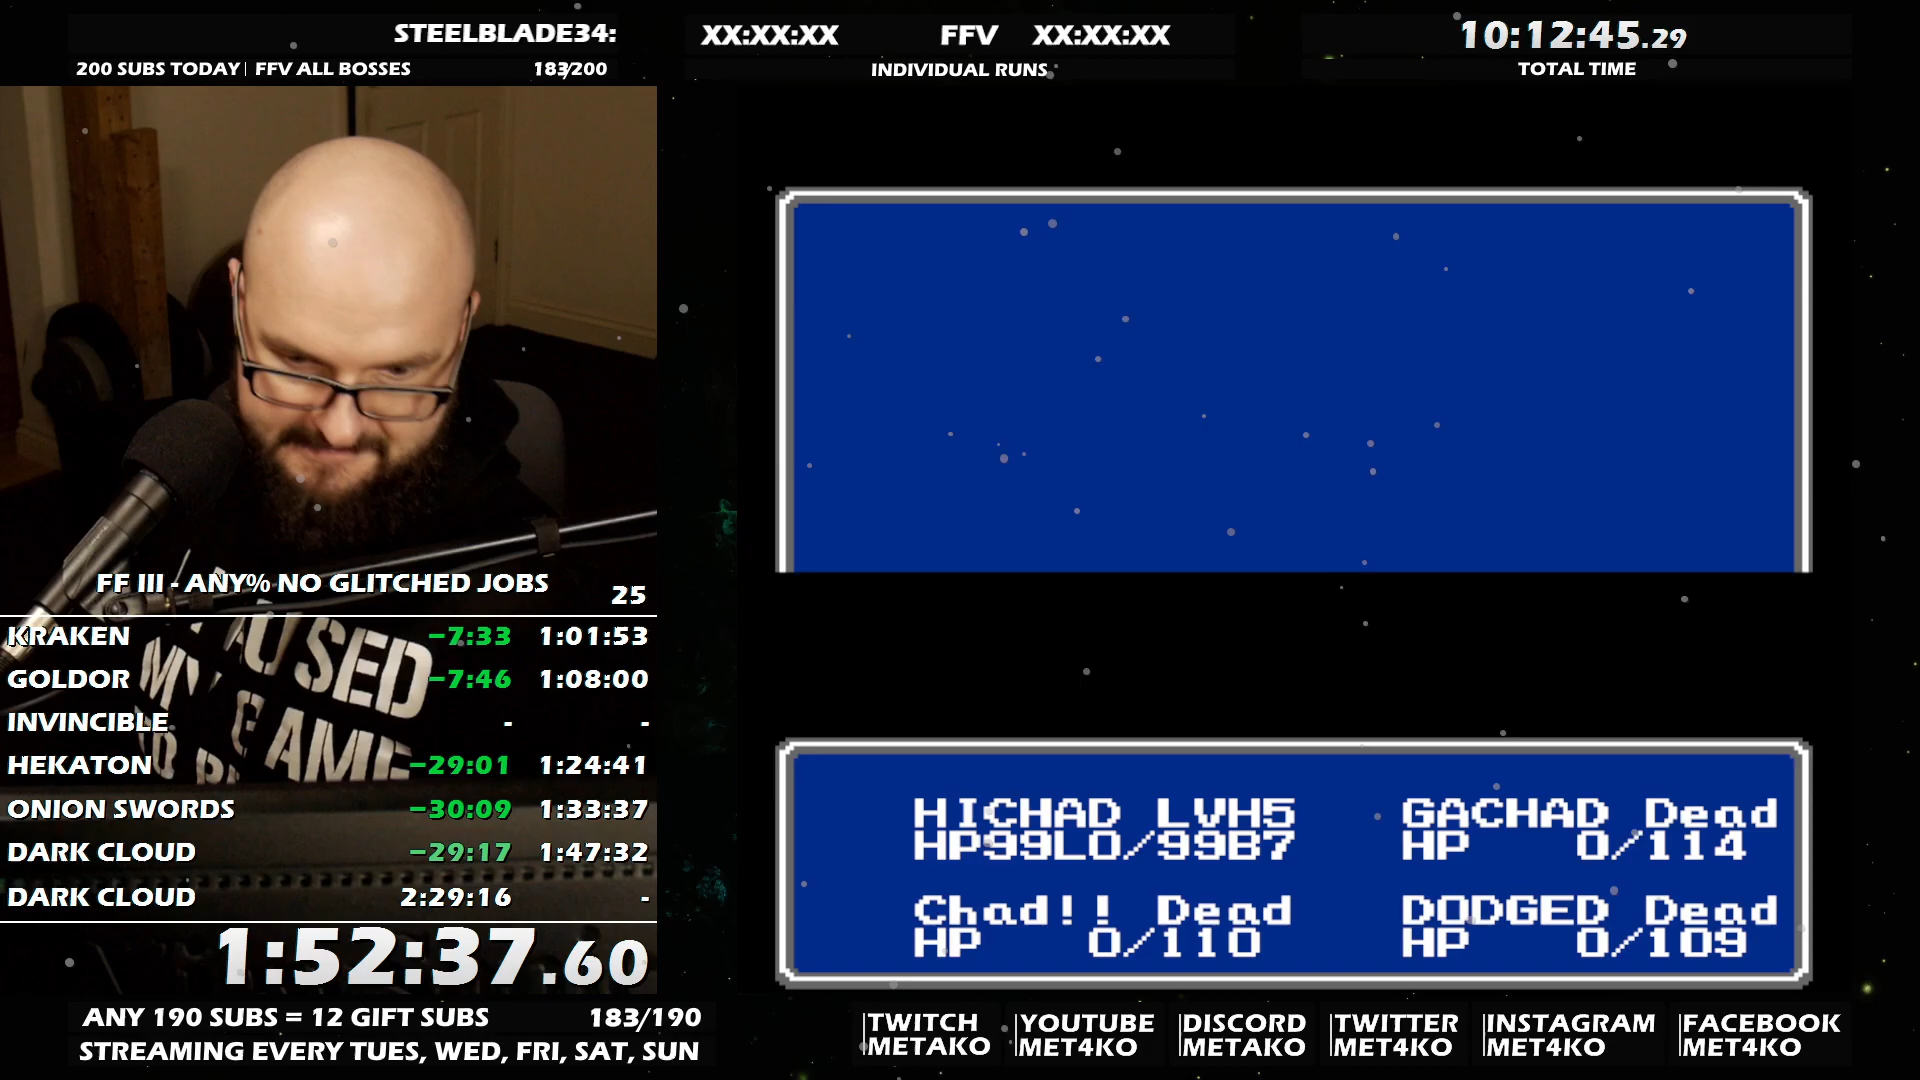 STEELBLADE34:
200 SUBS TODAY FFV ALL BOSSES 183/200
XX:XX:XX FFV XX:XX:XX
INDIVIDUAL RUNS
10:12:45.29
TOTAL TIME
FF III - ANY% NO GLITCHED JOBS 25
KRAKEN -7:33 1:01:53
GOLDOR -7:46 1:08:00
INVINCIBLE - -
HEKATON -29:01 1:24:41
ONION SWORDS -30:09 1:33:37
DARK CLOUD -29:17 1:47:32
DARK CLOUD 2:29:16 -
1:52:37.60
MY GAME
HICHAD LVH5 GACHAD Dead
HP99L0/99B7 HP 0/114
Chad!! Dead DODGED Dead
HP 0/110 HP 0/109
ANY 190 SUBS = 12 GIFT SUBS 183/190
STREAMING EVERY TUES, WED, FRI, SAT, SUN
TWITCH YOUTUBE DISCORD TWITTER INSTAGRAM FACEBOOK
METAKO MET4KO METAKO MET4KO MET4KO MET4KO